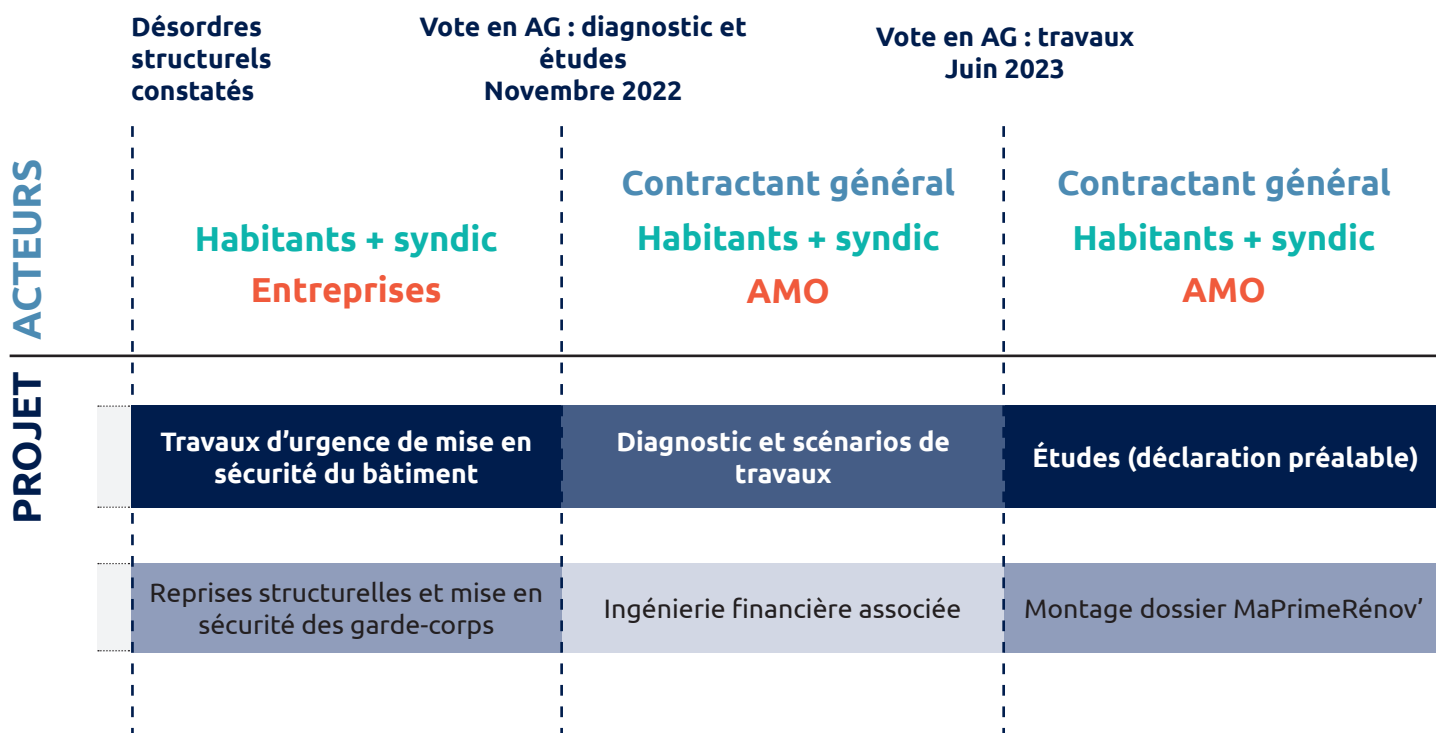 Désordres
structurels
constatés
Vote en AG : diagnostic et
études
Novembre 2022
Vote en AG : travaux
Juin 2023
ACTEURS
Habitants + syndic
Entreprises
Contractant général
Habitants + syndic
AMO
Contractant général
Habitants + syndic
AMO
PROJET
Travaux d’urgence de mise en
sécurité du bâtiment
Diagnostic et scénarios de
travaux
Études (déclaration préalable)
Reprises structurelles et mise en
sécurité des garde-corps
Ingénierie financière associée
Montage dossier MaPrimeRénov’